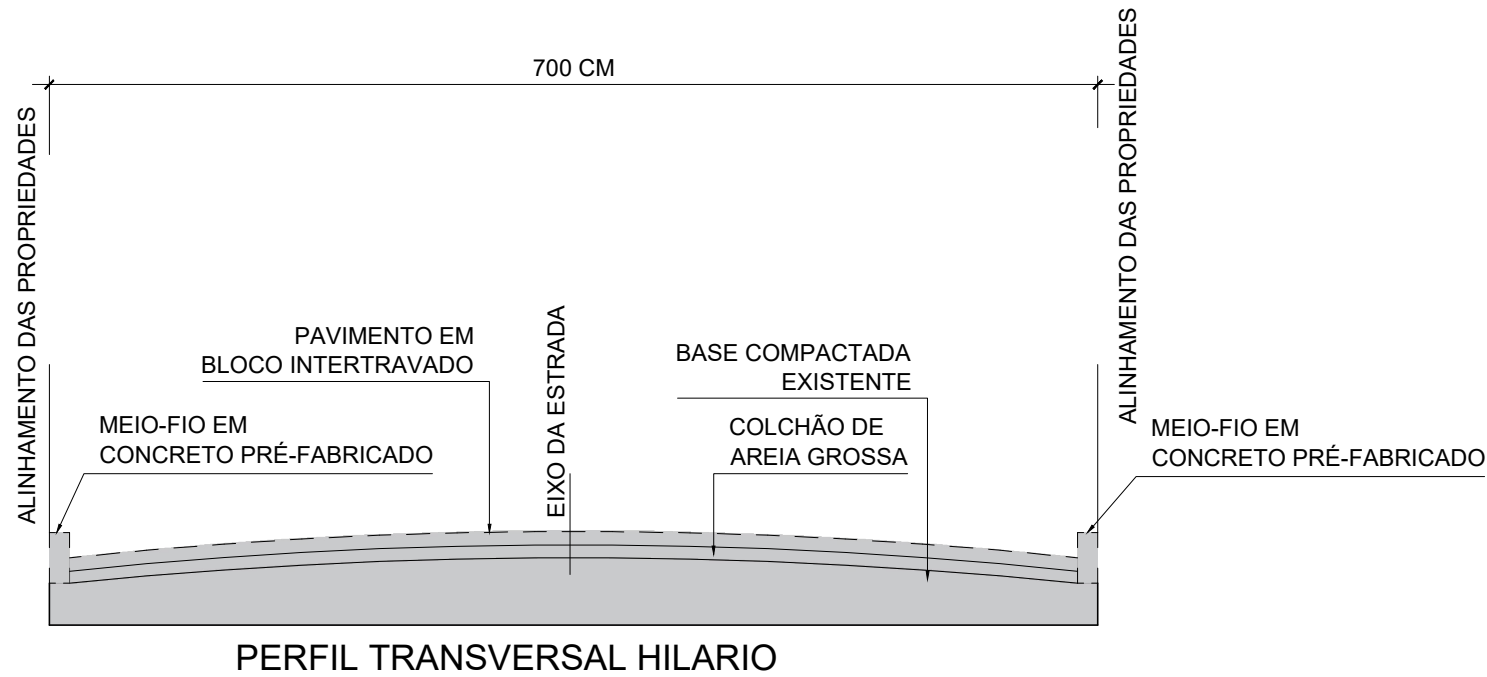 700 CM
ALINHAMENTO DAS PROPRIEDADES
ALINHAMENTO DAS PROPRIEDADES
PAVIMENTO EM
BLOCO INTERTRAVADO
EIXO DA ESTRADA
BASE COMPACTADA
EXISTENTE
MEIO-FIO EM
CONCRETO PRÉ-FABRICADO
COLCHÃO DE
AREIA GROSSA
MEIO-FIO EM
CONCRETO PRÉ-FABRICADO
PERFIL TRANSVERSAL HILARIO